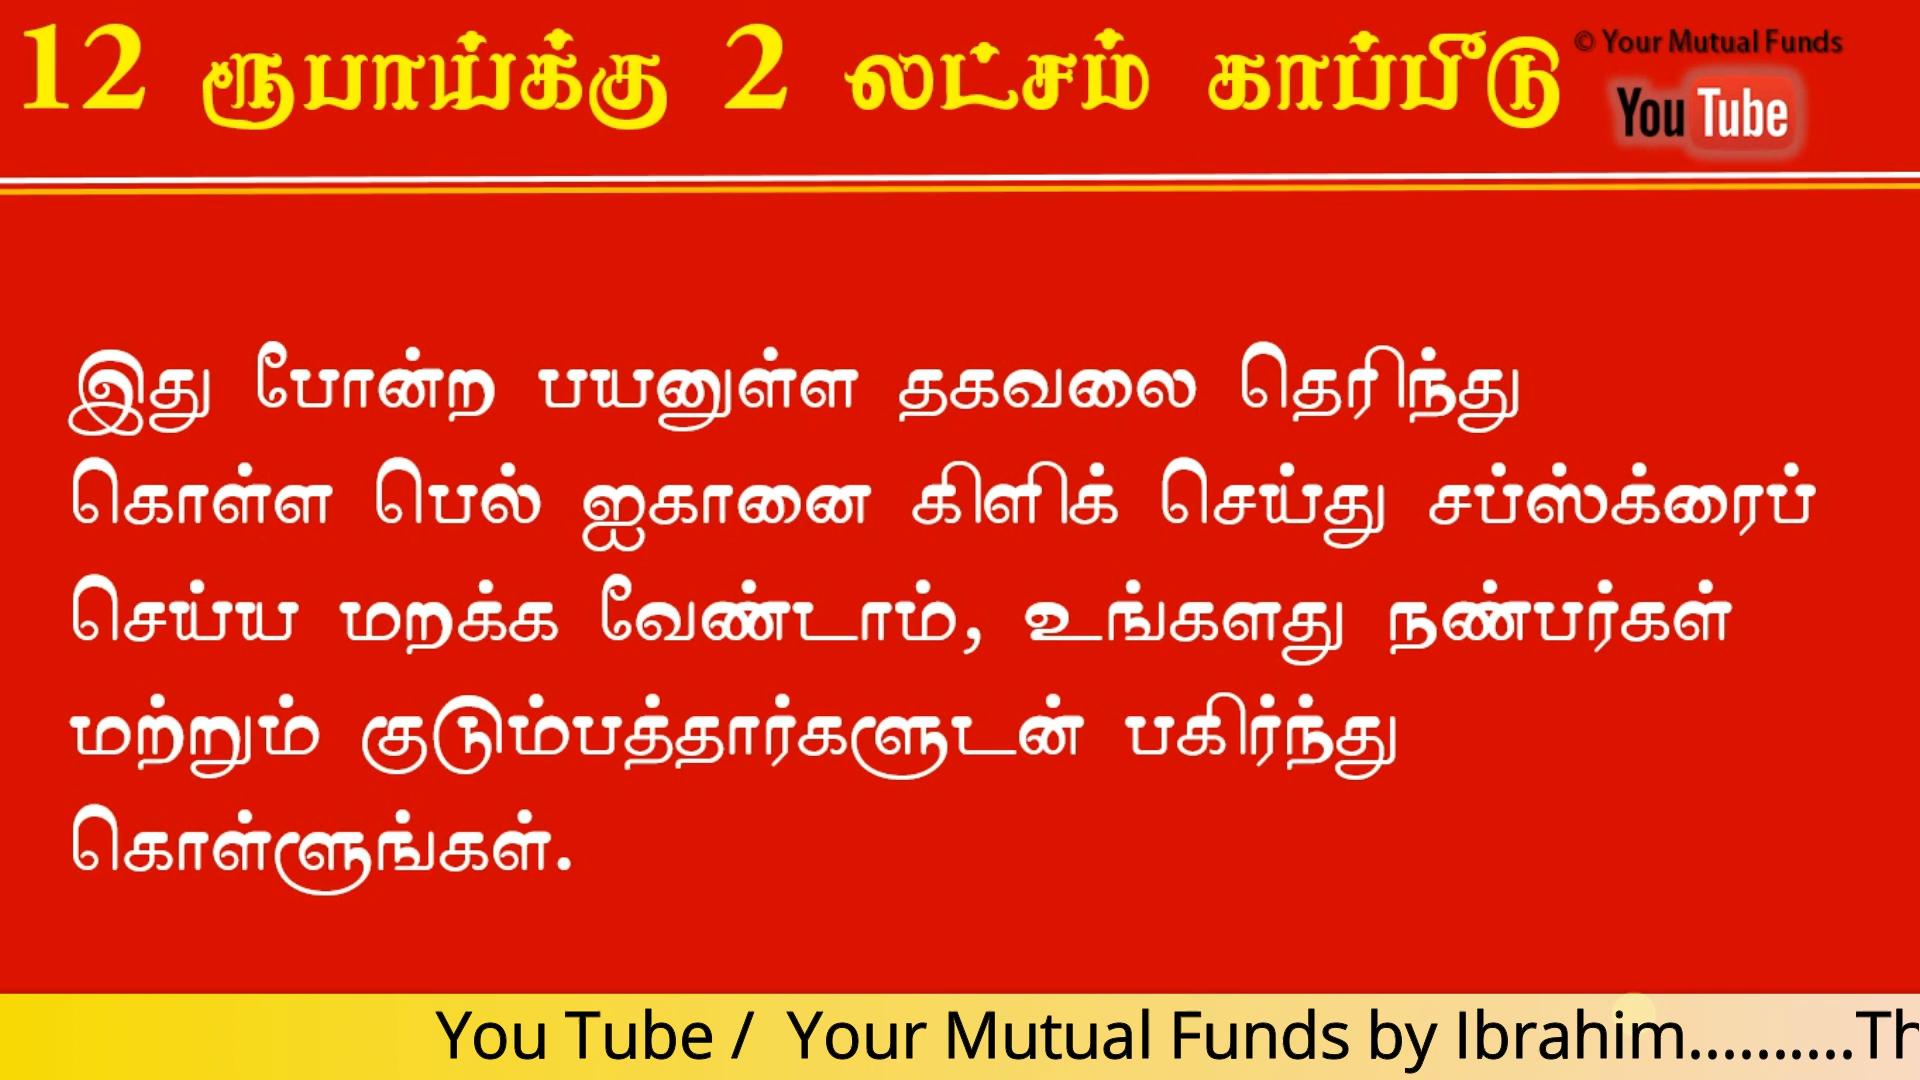 12 ரூபாய்க்கு 2 லட்சம் காப்பீடு
© Your Mutual Funds
You Tube
இது போன்ற பயனுள்ள தகவலை தெரிந்து
கொள்ள பெல் ஐகானை கிளிக் செய்து சப்ஸ்க்ரைப்
செய்ய மறக்க வேண்டாம், உங்களது நண்பர்கள்
மற்றும் குடும்பத்தார்களுடன் பகிர்ந்து
கொள்ளுங்கள்.
You Tube / Your Mutual Funds by Ibrahim..........Th